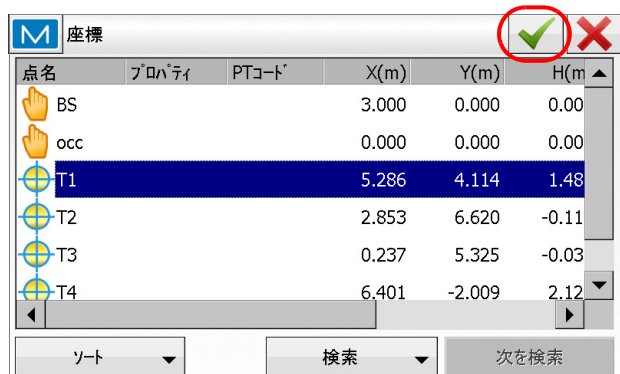 座標
点名 プロパティ PTコード X(m) Y(m) H(m
BS 3.000 0.000 0.00
occ 0.000 0.000 0.00
T1 5.286 4.114 1.48
T2 2.853 6.620 -0.11
T3 0.237 5.325 -0.03
T4 6.401 -2.009 2.12
ソート 検索 次を検索